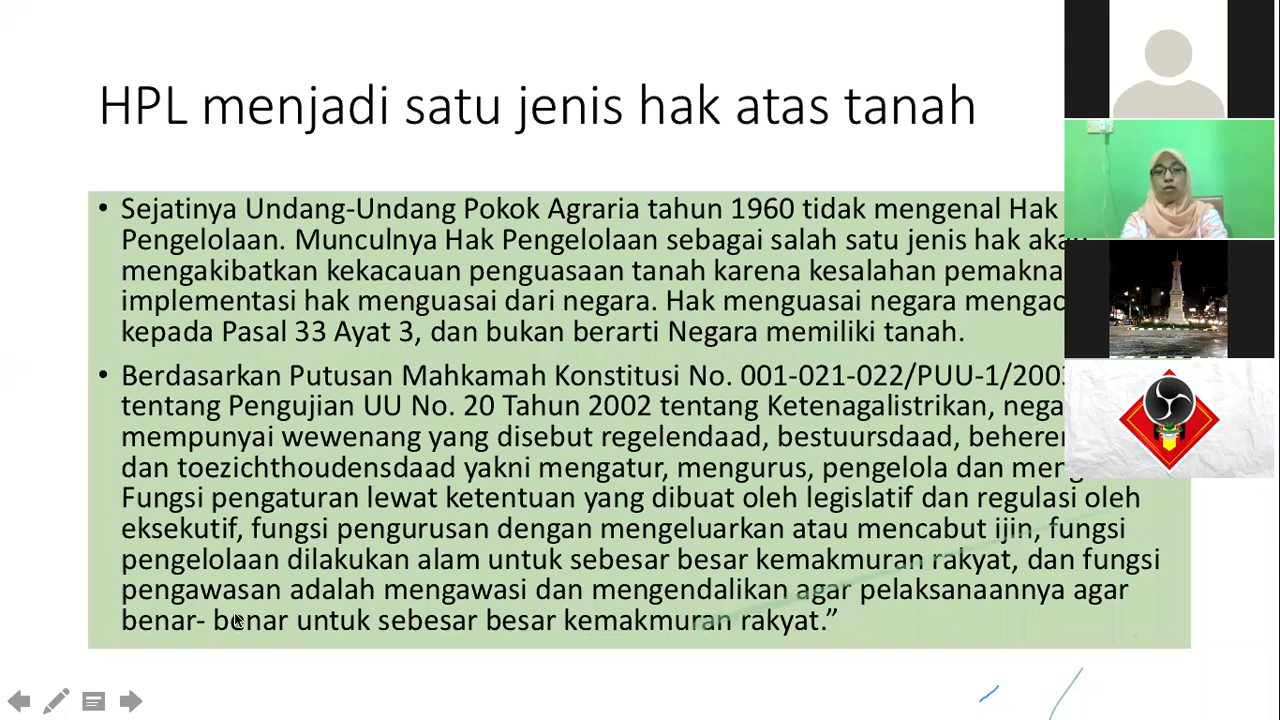 HPL menjadi satu jenis hak atas tanah
• Sejatinya Undang-Undang Pokok Agraria tahun 1960 tidak mengenal Hak
Pengelolaan. Munculnya Hak Pengelolaan sebagai salah satu jenis hak akan
mengakibatkan kekacauan penguasaan tanah karena kesalahan
implementasi hak menguasai dari negara. Hak menguasai negara
kepada Pasal 33 Ayat 3, dan bukan berarti Negara memiliki tanah.
• Berdasarkan Putusan Mahkamah Konstitusi No. 001-021-022/PUU-1/2003
tentang Pengujian UU No. 20 Tahun 2002 tentang Ketenagalistrikan,
mempunyai wewenang yang disebut regelendaad, bestuursdaad,
dan toezichthoudensdaad yakni mengatur, mengurus, pengelola dan
Fungsi pengaturan lewat ketentuan yang dibuat oleh legislatif dan regulasi oleh
eksekutif, fungsi pengurusan dengan mengeluarkan atau mencabut ijin, fungsi
pengelolaan dilakukan alam untuk sebesar besar kemakmuran rakyat, dan fungsi
pengawasan adalah mengawasi dan mengendalikan agar pelaksanaannya agar
benar- benar untuk sebesar besar kemakmuran rakyat.”